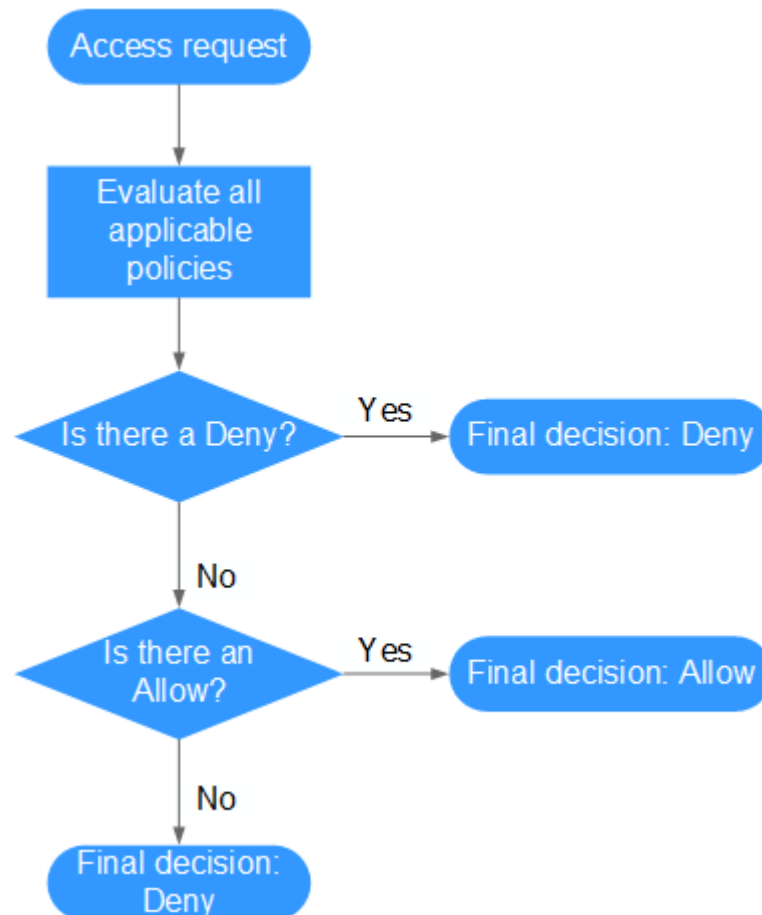 Access request
Evaluate all
applicable
policies
Is there a Deny?
Yes
Final decision: Deny
No
Is there an
Allow?
Yes
Final decision: Allow
No
Final decision:
Deny